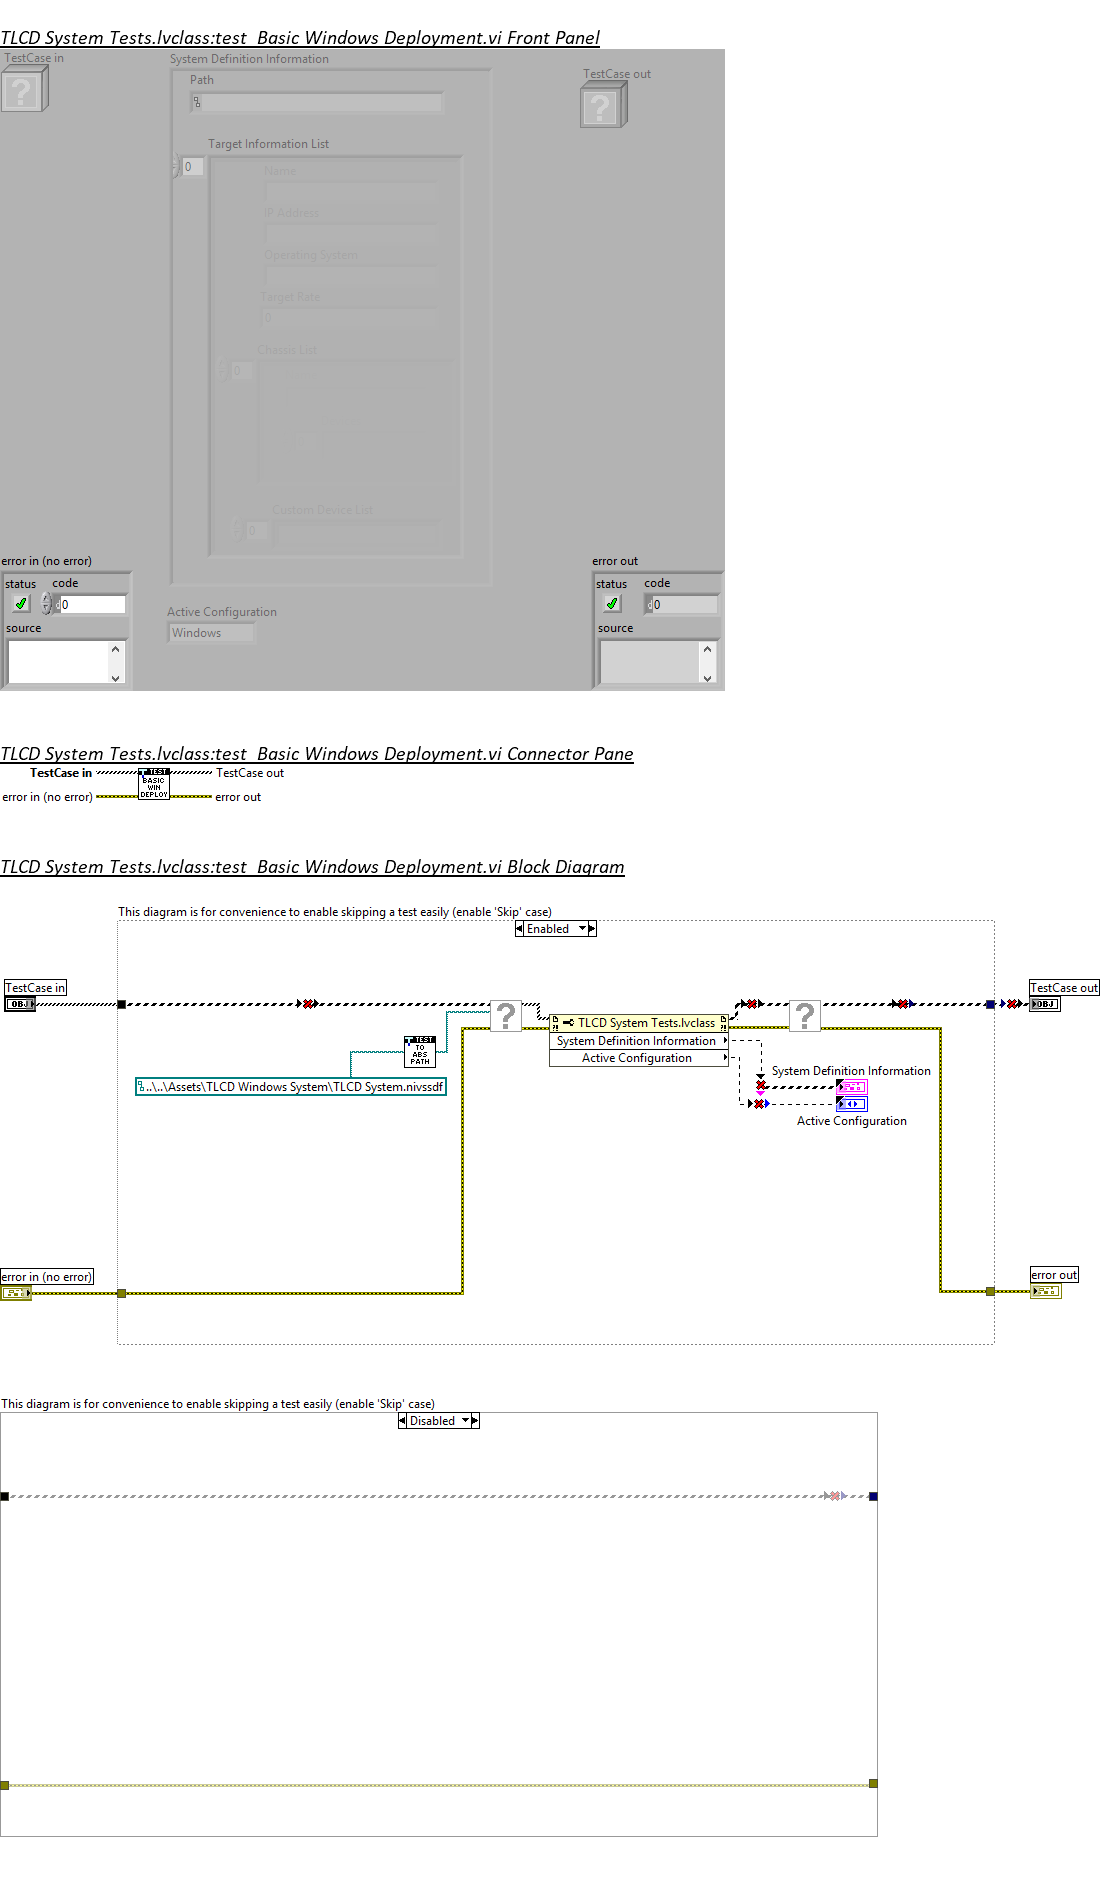 TLCD System Tests.lvclass:test  Basic Windows Deployment.vi Front Panel
TestCase in
System Definition Information
TestCase out
Path
Target Information List
0
Name
IP Address
Operating System
Target Rate
0
Chassis List
0
Custom Device List
0
error in (no error)
status
code
0
source
error out
status
code
0
source
Active Configuration
Windows
TLCD System Tests.lvclass:test  Basic Windows Deployment.vi Connector Pane
TestCase in
TestCase out
TEST
BASIC
WIN
DEPLOY
error in (no error)
error out
TLCD System Tests.lvclass:test  Basic Windows Deployment.vi Block Diagram
This diagram is for convenience to enable skipping a test easily (enable 'Skip' case)
Enabled
TestCase in
OBJ
TestCase out
OBJ
TLCD System Tests.lvclass
System Definition Information
Active Configuration
TEST
TO
ABS
PATH
..\..\Assets\TLCD Windows System\TLCD System.nivssdf
System Definition Information
Active Configuration
error in (no error)
error out
This diagram is for convenience to enable skipping a test easily (enable 'Skip' case)
Disabled